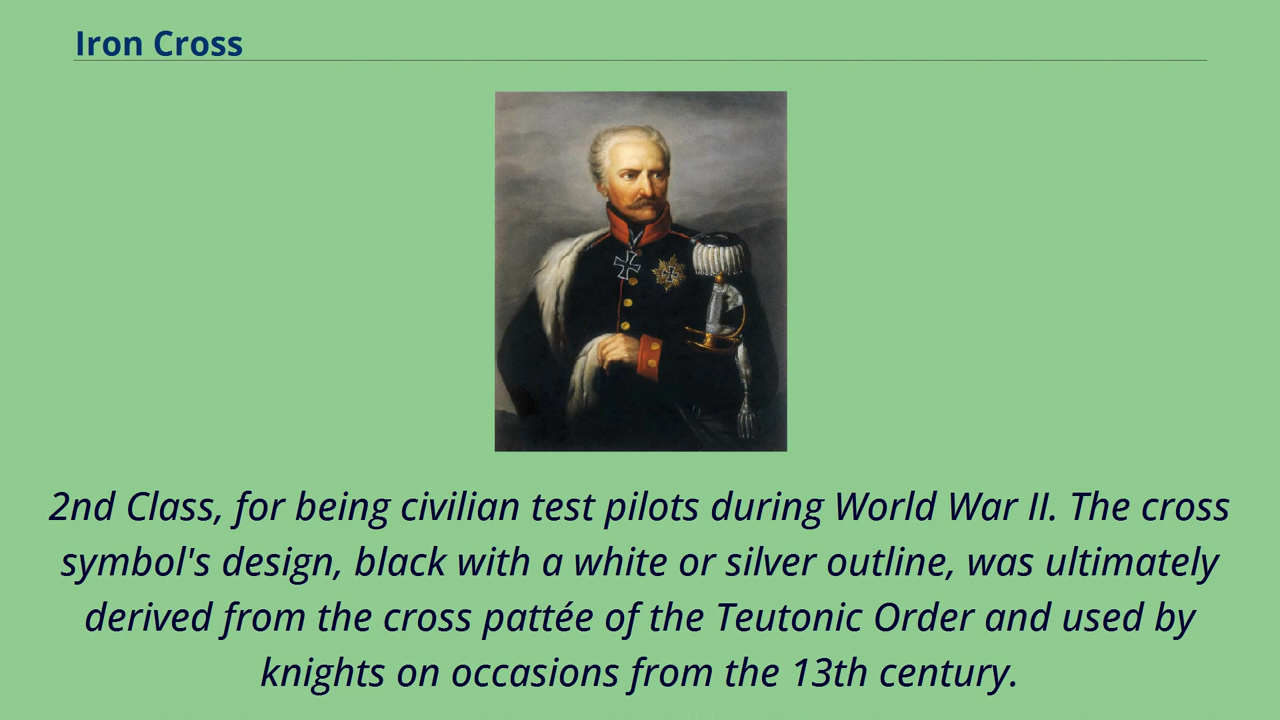 Iron Cross
2nd Class, for being civilian test pilots during World War II. The cross
symbol's design, black with a white or silver outline, was ultimately
derived from the cross pattée of the Teutonic Order and used by
knights on occasions from the 13th century.